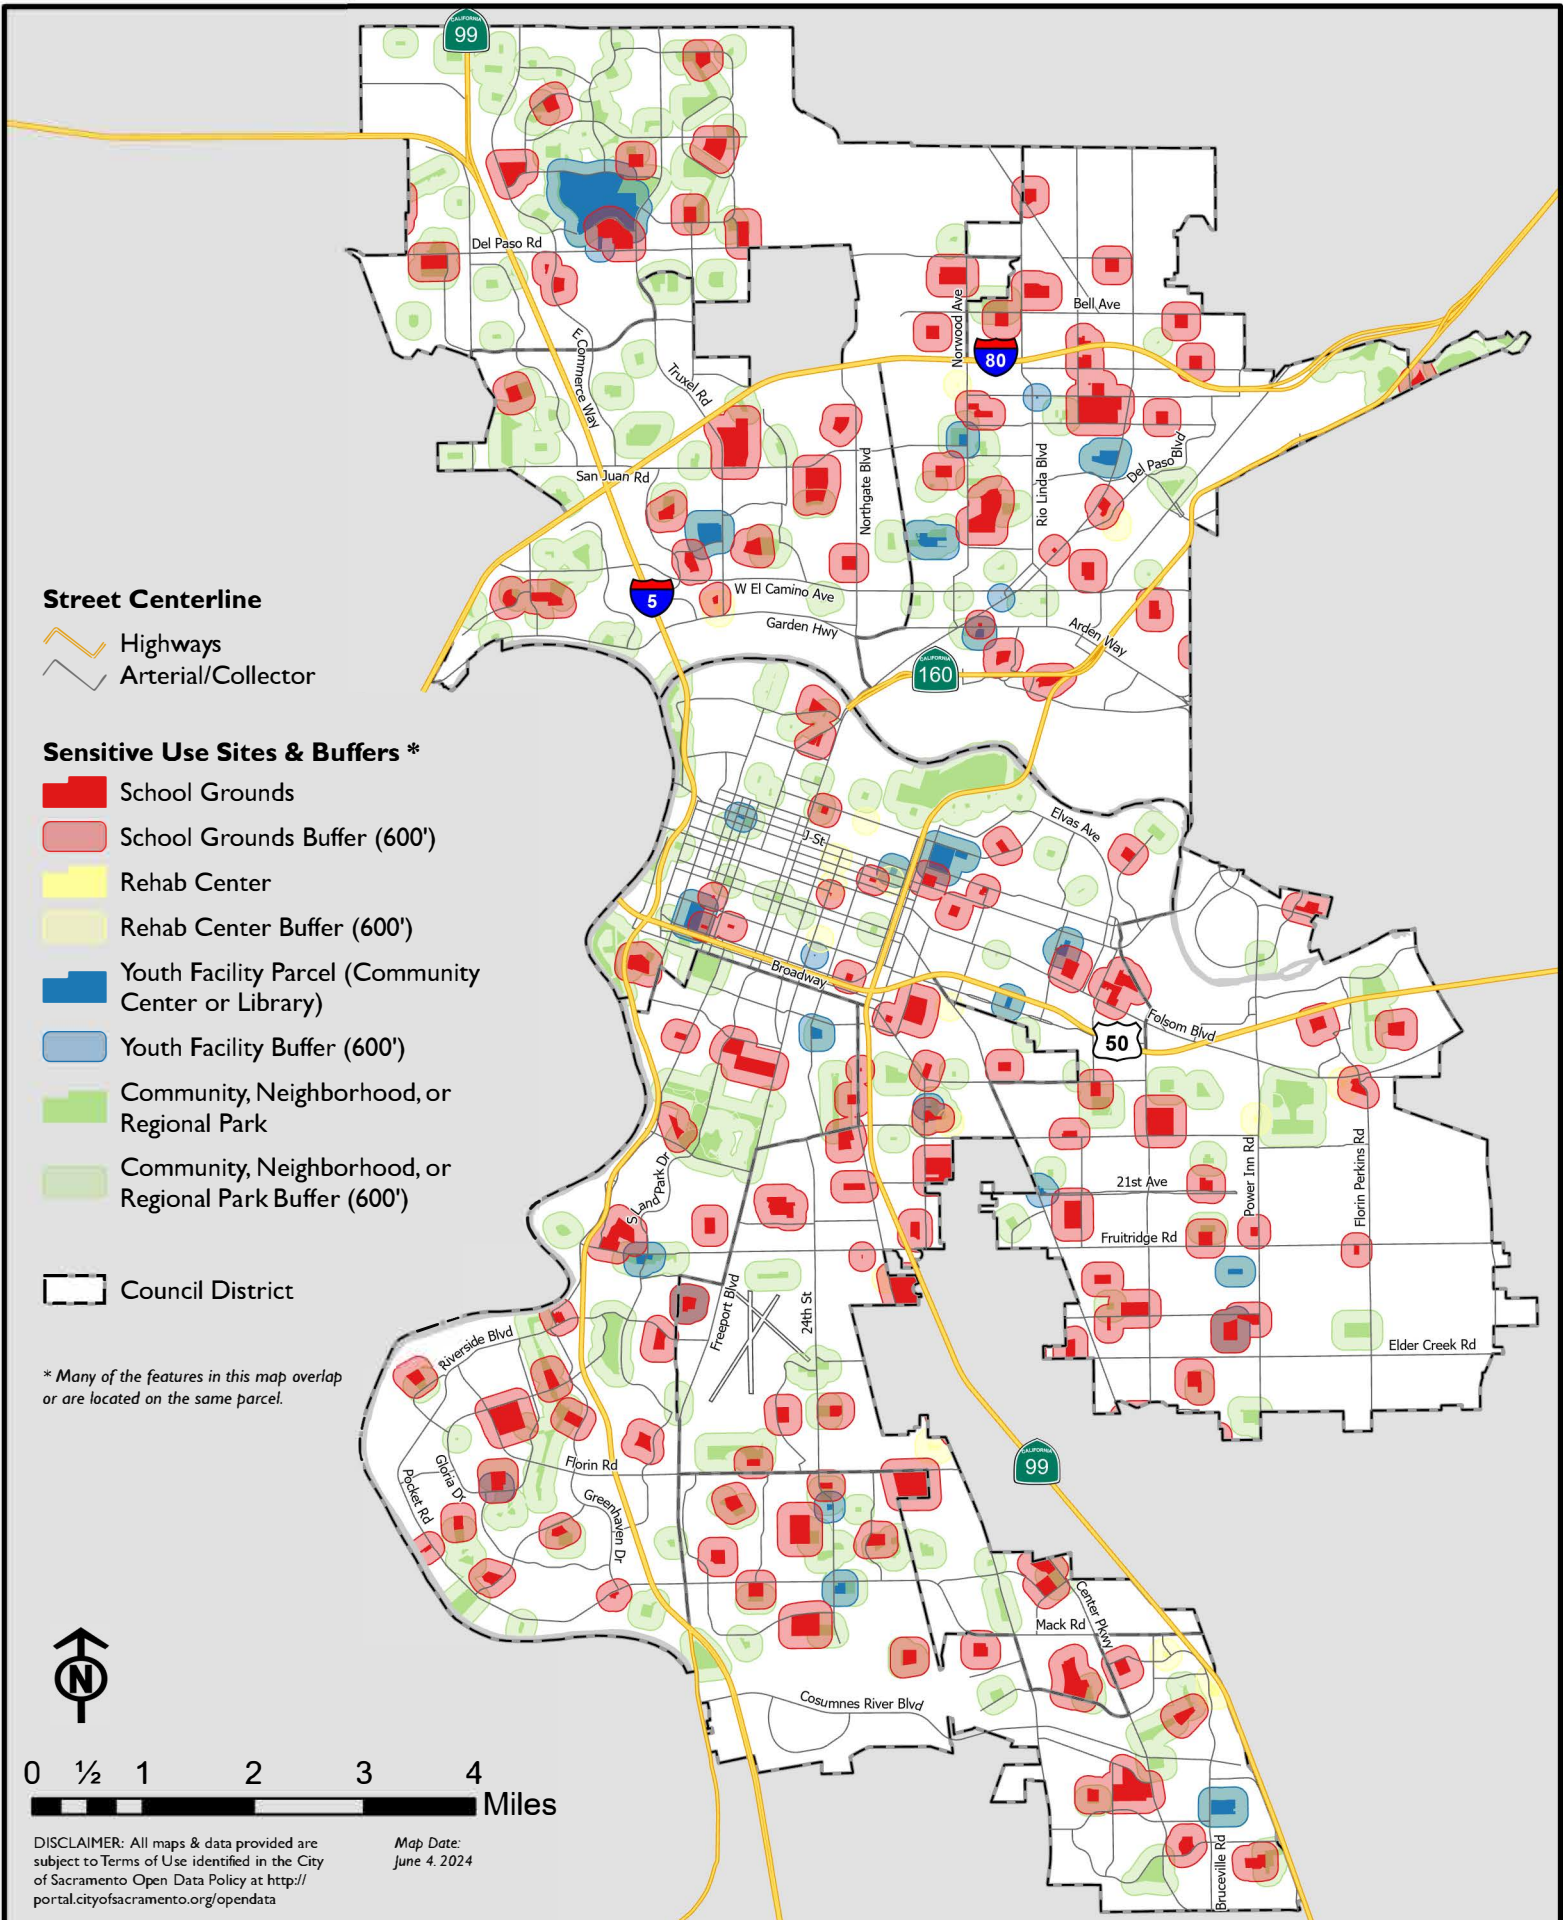 CALIFORNIA
99
Del Paso Rd
Norwood Ave
Bell Ave
80
E Commerce Way
Truxel Rd
San Juan Rd
Northgate Blvd
Rio Linda Blvd
Del Paso Blvd
5
W El Camino Ave
Garden Hwy
Arden Way
CALIFORNIA
160
Street Centerline
Highways
Arterial/Collector
Sensitive Use Sites & Buffers *
School Grounds
School Grounds Buffer (600')
Rehab Center
Rehab Center Buffer (600')
Youth Facility Parcel (Community
Center or Library)
Youth Facility Buffer (600')
Community, Neighborhood, or
Regional Park
Community, Neighborhood, or
Regional Park Buffer (600')
Council District
* Many of the features in this map overlap
or are located on the same parcel.
Elvas Ave
J-St
Broadway
Folsom Blvd
50
S Land Park Dr
21st Ave
Power Inn Rd
Florin Perkins Rd
Fruitridge Rd
Freeport Blvd
24th St
Elder Creek Rd
Riverside Blvd
Florin Rd
Gloria Dr
Pocket Rd
Greenhaven Dr
CALIFORNIA
99
Center Pkwy
Mack Rd
Cosumnes River Blvd
Bruceville Rd
N
0 ½ 1 2 3 4
Miles
DISCLAIMER: All maps & data provided are
subject to Terms of Use identified in the City
of Sacramento Open Data Policy at http://
portal.cityofsacramento.org/opendata
Map Date:
June 4. 2024